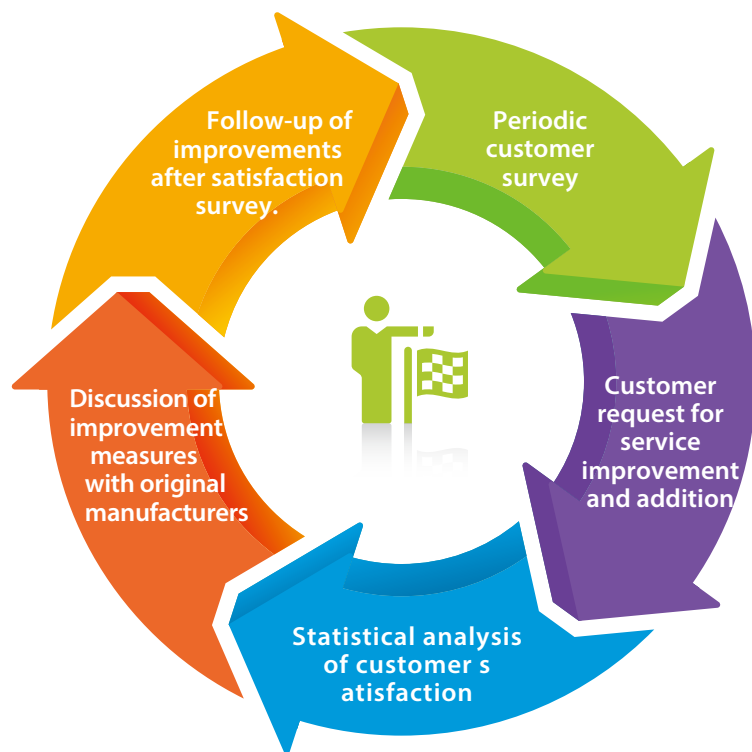 Periodic
customer
survey
Customer
request for
service
improvement
and addition
Statistical analysis
of customer s
atisfaction
Discussion of
improvement
measures
with original
manufacturers
Follow-up of
improvements
after satisfaction
survey.